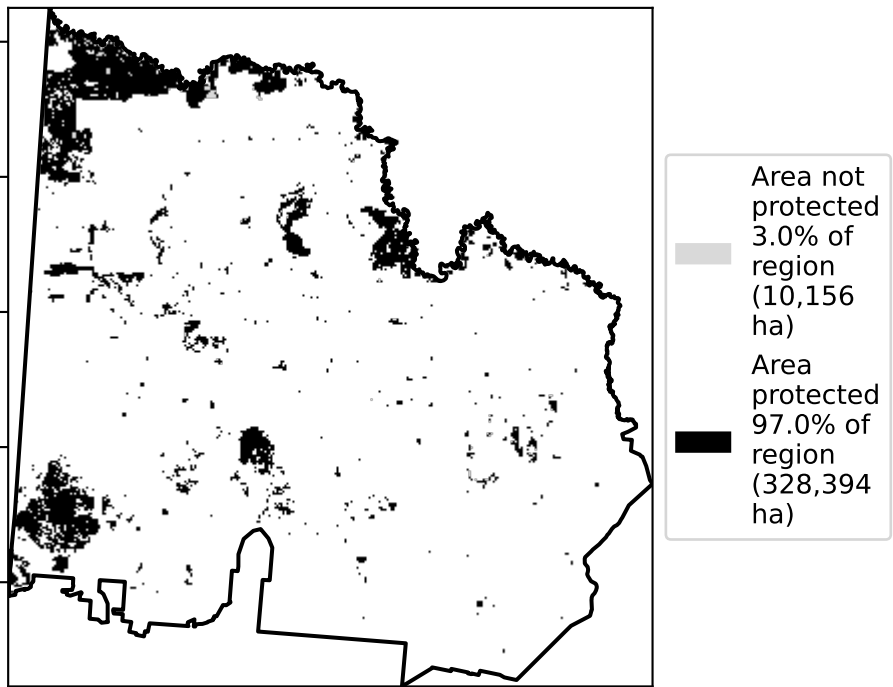 Area not
protected
3.0% of
region
(10,156
ha)
Area
protected
97.0% of
region
(328,394
ha)